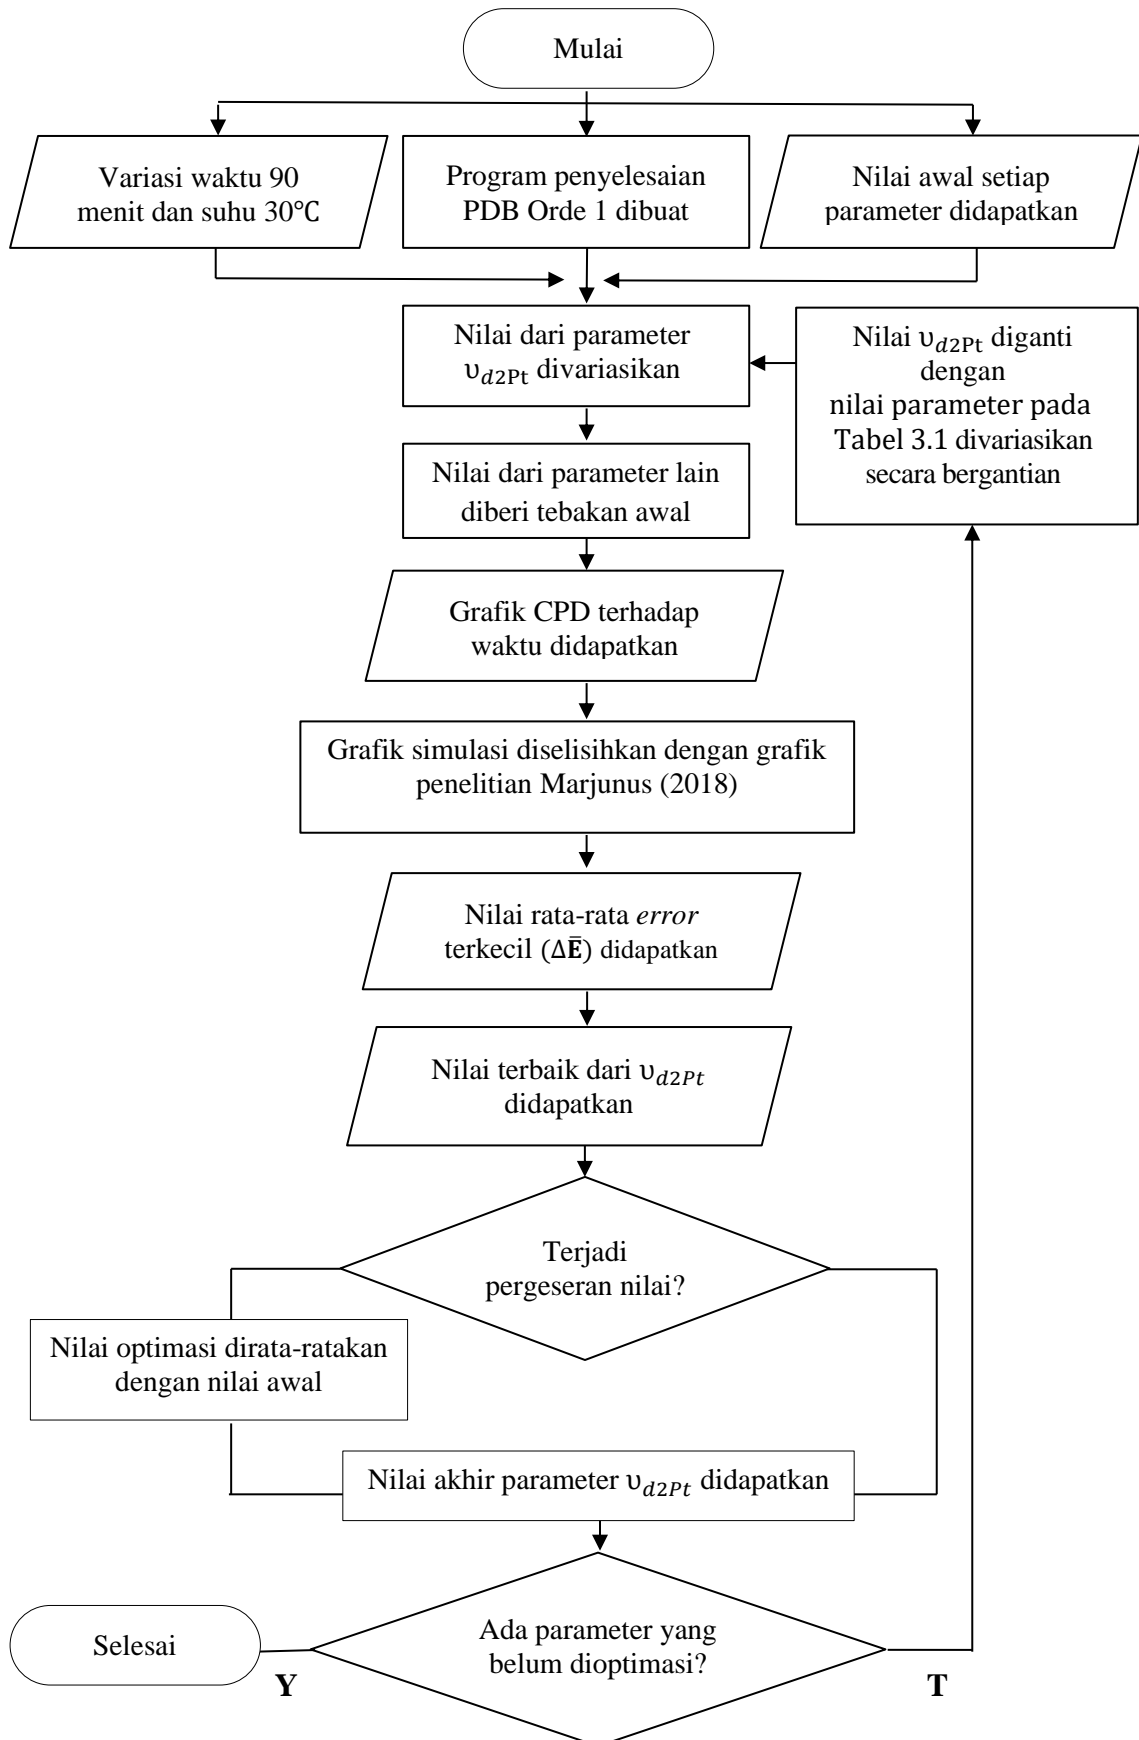 Mulai
Variasi waktu 90
menit dan suhu 30°C
Program penyelesaian
PDB Orde 1 dibuat
Nilai awal setiap
parameter didapatkan
Nilai dari parameter
υ_d2Pt divariasikan
Nilai υ_d2Pt diganti
dengan
nilai parameter pada
Tabel 3.1 divariasikan
secara bergantian
Nilai dari parameter lain
diberi tebakan awal
Grafik CPD terhadap
waktu didapatkan
Grafik simulasi diselisihkan dengan grafik
penelitian Marjunus (2018)
Nilai rata-rata error
terkecil (ΔĒ) didapatkan
Nilai terbaik dari υ_d2Pt
didapatkan
Terjadi
pergeseran nilai?
Nilai optimasi dirata-ratakan
dengan nilai awal
Nilai akhir parameter υ_d2Pt didapatkan
Selesai
Ada parameter yang
belum dioptimasi?
Y
T